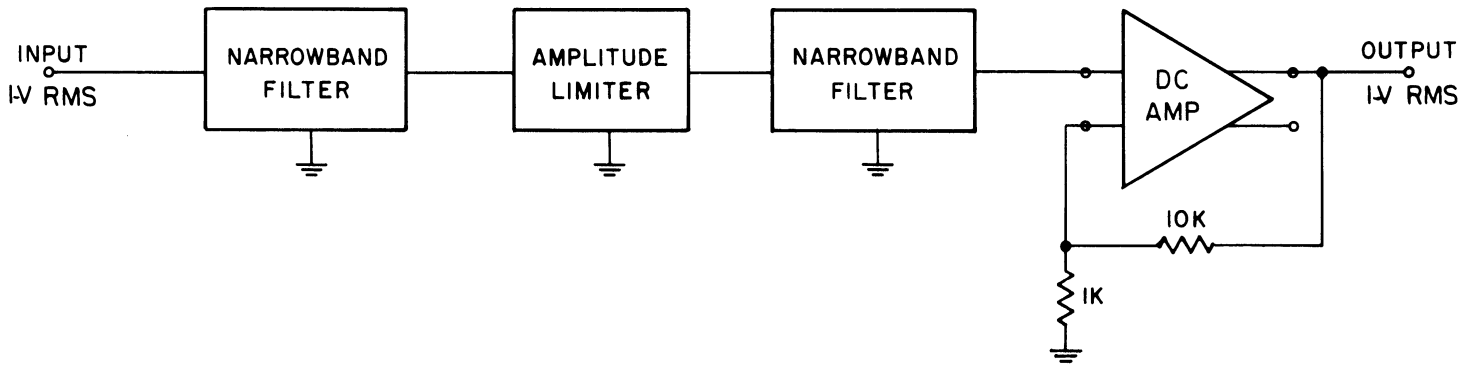 INPUT
1-V RMS
NARROWBAND
FILTER
AMPLITUDE
LIMITER
NARROWBAND
FILTER
DC
AMP
OUTPUT
1-V RMS
10K
1K